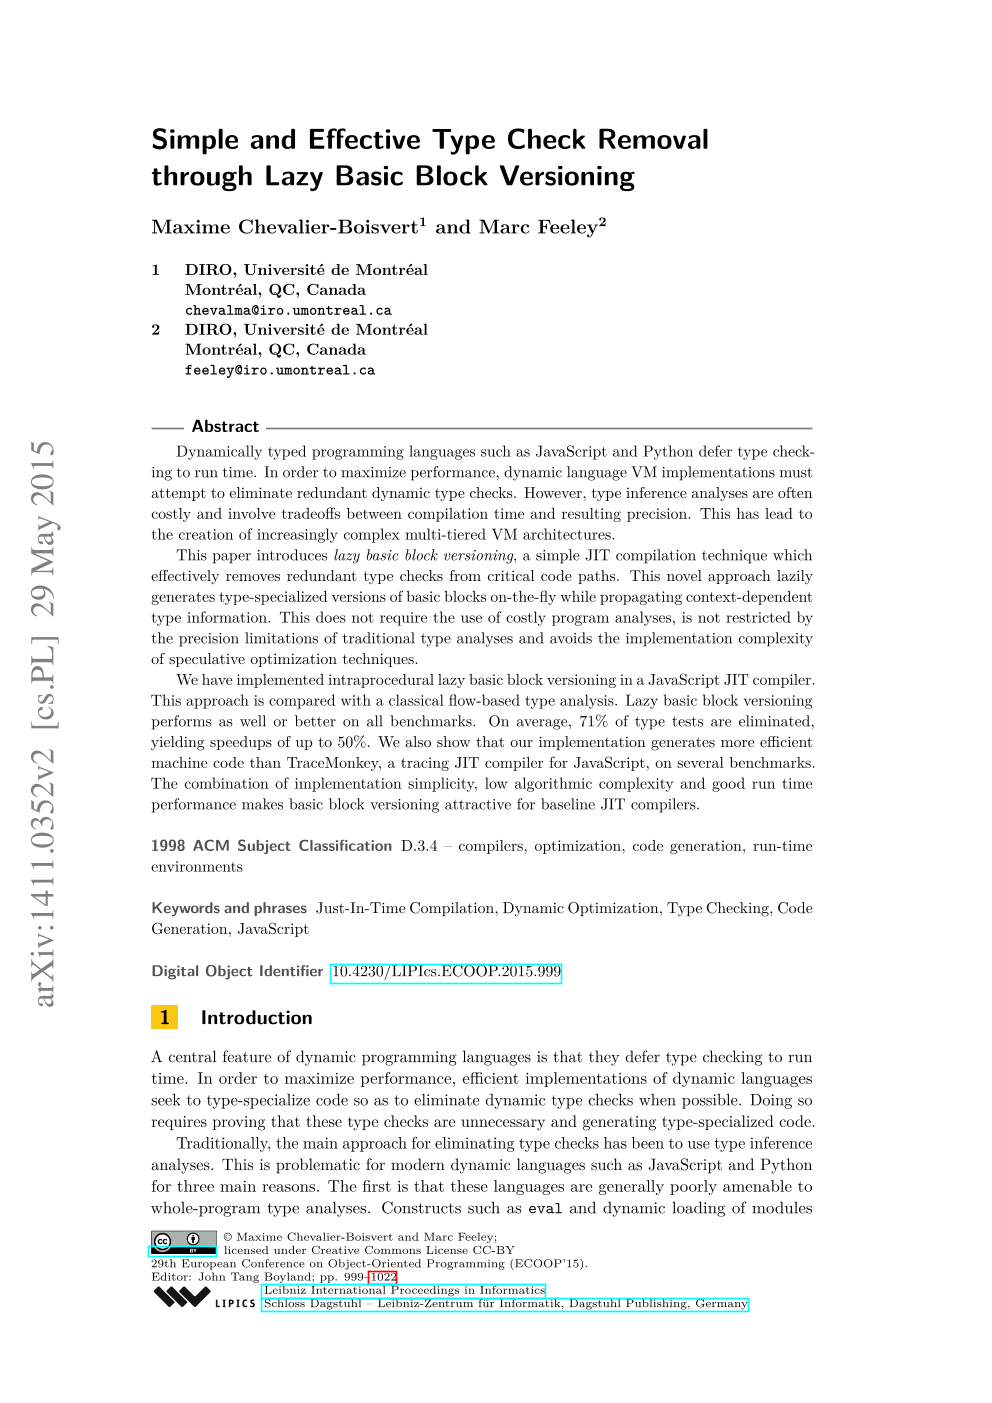 Simple and Effective Type Check Removal
through Lazy Basic Block Versioning
Maxime Chevalier-Boisvert¹ and Marc Feeley²
1 DIRO, Université de Montréal
Montréal, QC, Canada
chevalma@iro.umontreal.ca
2 DIRO, Université de Montréal
Montréal, QC, Canada
feeley@iro.umontreal.ca
Abstract
Dynamically typed programming languages such as JavaScript and Python defer type check-
ing to run time. In order to maximize performance, dynamic language VM implementations must
attempt to eliminate redundant dynamic type checks. However, type inference analyses are often
costly and involve tradeoffs between compilation time and resulting precision. This has lead to
the creation of increasingly complex multi-tiered VM architectures.
This paper introduces lazy basic block versioning, a simple JIT compilation technique which
effectively removes redundant type checks from critical code paths. This novel approach lazily
generates type-specialized versions of basic blocks on-the-fly while propagating context-dependent
type information. This does not require the use of costly program analyses, is not restricted by
the precision limitations of traditional type analyses and avoids the implementation complexity
of speculative optimization techniques.
We have implemented intraprocedural lazy basic block versioning in a JavaScript JIT compiler.
This approach is compared with a classical flow-based type analysis. Lazy basic block versioning
performs as well or better on all benchmarks. On average, 71% of type tests are eliminated,
yielding speedups of up to 50%. We also show that our implementation generates more efficient
machine code than TraceMonkey, a tracing JIT compiler for JavaScript, on several benchmarks.
The combination of implementation simplicity, low algorithmic complexity and good run time
performance makes basic block versioning attractive for baseline JIT compilers.
1998 ACM Subject Classification D.3.4 – compilers, optimization, code generation, run-time
environments
Keywords and phrases Just-In-Time Compilation, Dynamic Optimization, Type Checking, Code
Generation, JavaScript
Digital Object Identifier 10.4230/LIPIcs.ECOOP.2015.999
1 Introduction
A central feature of dynamic programming languages is that they defer type checking to run
time. In order to maximize performance, efficient implementations of dynamic languages
seek to type-specialize code so as to eliminate dynamic type checks when possible. Doing so
requires proving that these type checks are unnecessary and generating type-specialized code.
Traditionally, the main approach for eliminating type checks has been to use type inference
analyses. This is problematic for modern dynamic languages such as JavaScript and Python
for three main reasons. The first is that these languages are generally poorly amenable to
whole-program type analyses. Constructs such as eval and dynamic loading of modules
cc BY
© Maxime Chevalier-Boisvert and Marc Feeley;
licensed under Creative Commons License CC-BY
29th European Conference on Object-Oriented Programming (ECOOP'15).
Editor: John Tang Boyland; pp. 999–1022
Leibniz International Proceedings in Informatics
LIPICS Schloss Dagstuhl – Leibniz-Zentrum für Informatik, Dagstuhl Publishing, Germany
arXiv:1411.0352v2 [cs.PL] 29 May 2015